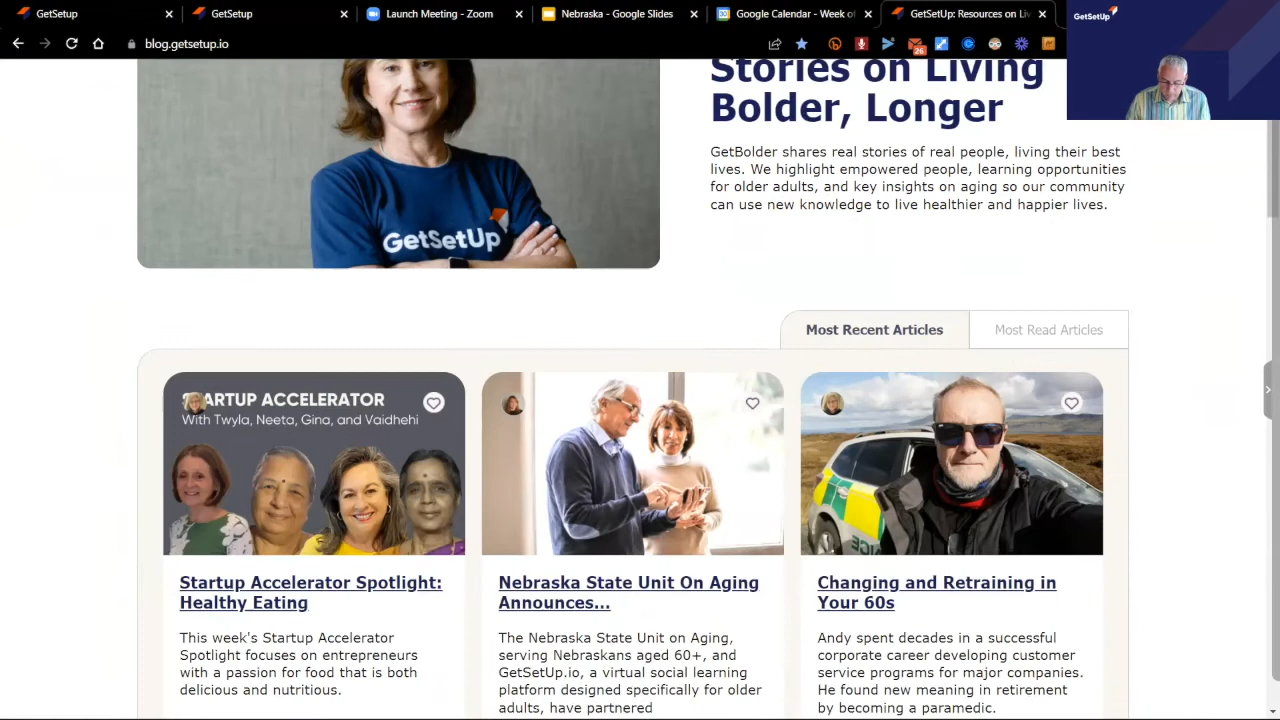 GetSetup
GetSetup
Launch Meeting - Zoom
Nebraska - Google Slides
Google Calendar - Week of
GetSetUp: Resources on Liv
GetSetUp
blog.getsetup.io
26
Stories on Living
Bolder, Longer
GetBolder shares real stories of real people, living their best
lives. We highlight empowered people, learning opportunities
for older adults, and key insights on aging so our community
can use new knowledge to live healthier and happier lives.
GetSetUp
Most Recent Articles
Most Read Articles
ARTUP ACCELERATOR
With Twyla, Neeta, Gina, and Vaidhehi
Startup Accelerator Spotlight:
Healthy Eating
This week's Startup Accelerator
Spotlight focuses on entrepreneurs
with a passion for food that is both
delicious and nutritious.
Nebraska State Unit On Aging
Announces...
The Nebraska State Unit on Aging,
serving Nebraskans aged 60+, and
GetSetUp.io, a virtual social learning
platform designed specifically for older
adults, have partnered
Changing and Retraining in
Your 60s
Andy spent decades in a successful
corporate career developing customer
service programs for major companies.
He found new meaning in retirement
by becoming a paramedic.